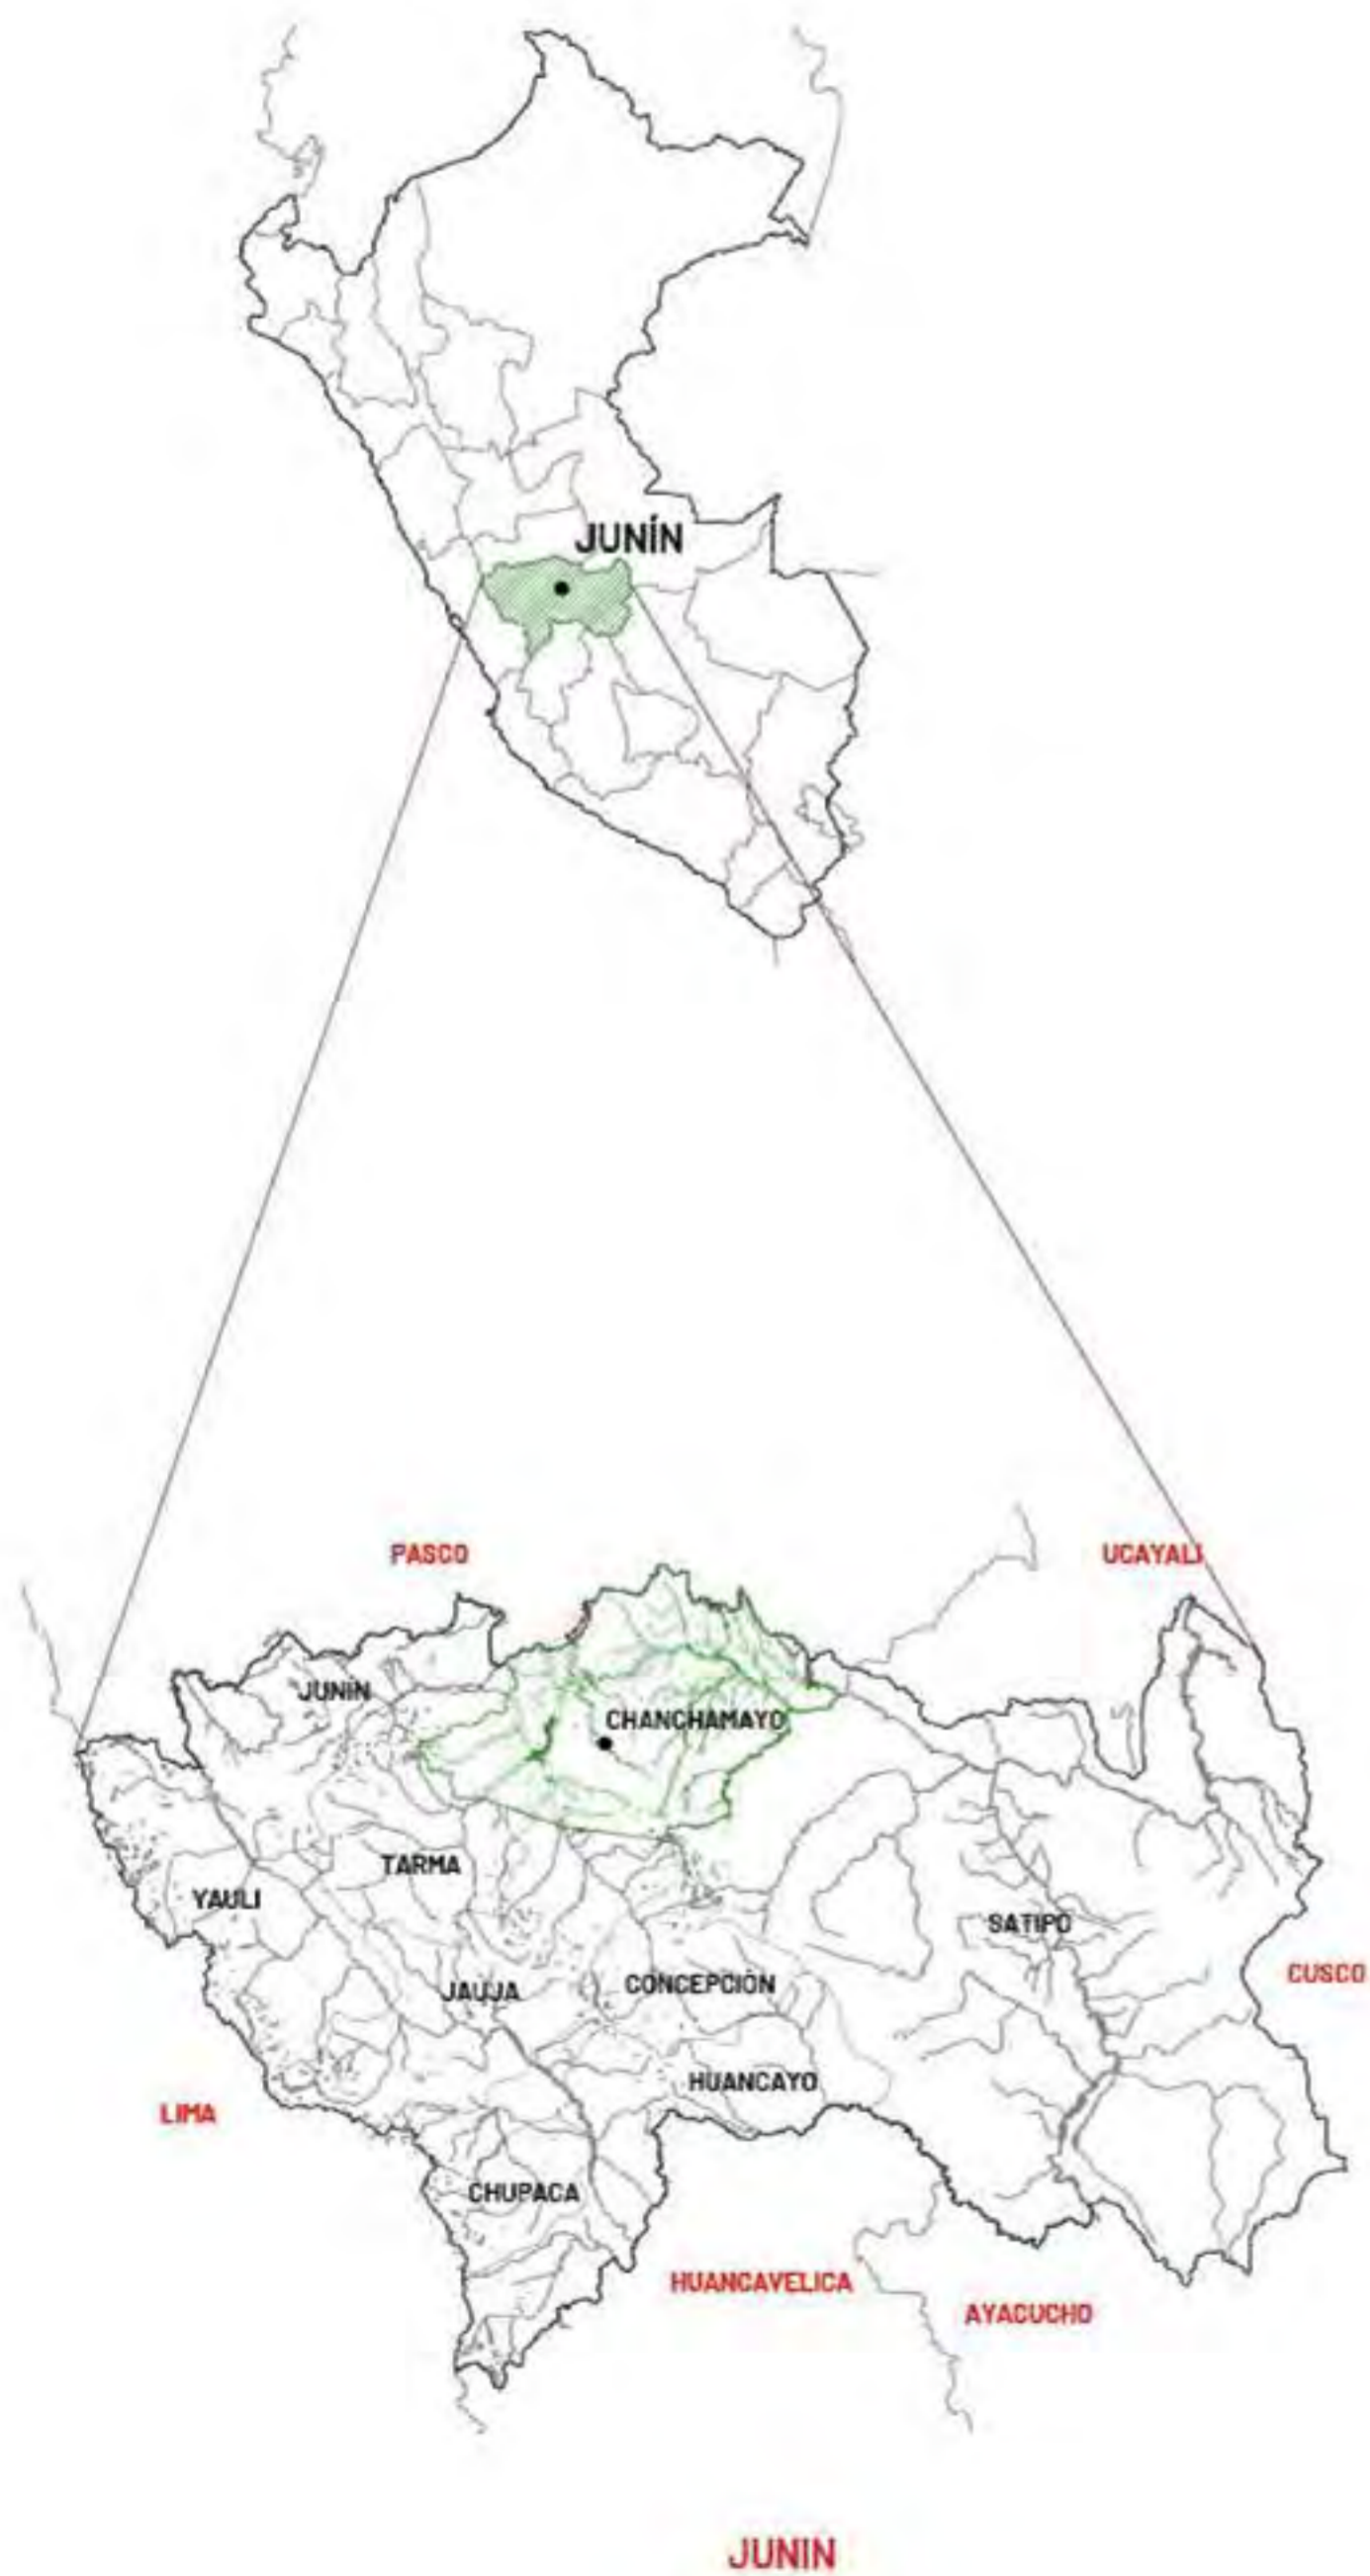 JUNÍN
PASCO
UCAYALI
JUNÍN
CHANCHAMAYO
TARMA
YAULI
SATIPO
CUSCO
JAUJA
CONCEPCIÓN
HUANCAYO
LIMA
CHUPACA
HUANCAVELICA
AYACUCHO
JUNIN